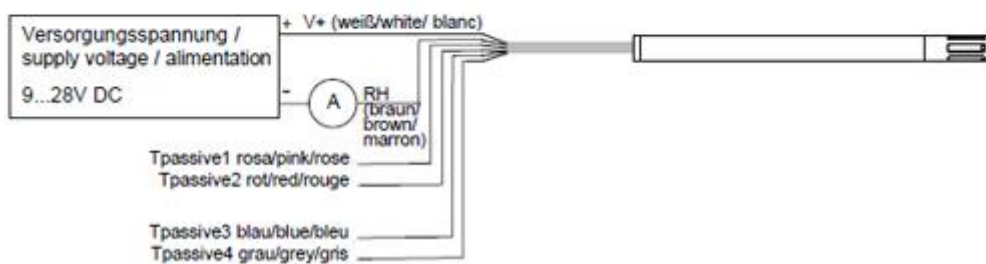 Versorgungsspannung /
supply voltage / alimentation
9...28V DC
+ V+ (weiß/white/ blanc)
-
A
RH
(braun/
brown/
marron)
Tpassive1 rosa/pink/rose
Tpassive2 rot/red/rouge
Tpassive3 blau/blue/bleu
Tpassive4 grau/grey/gris